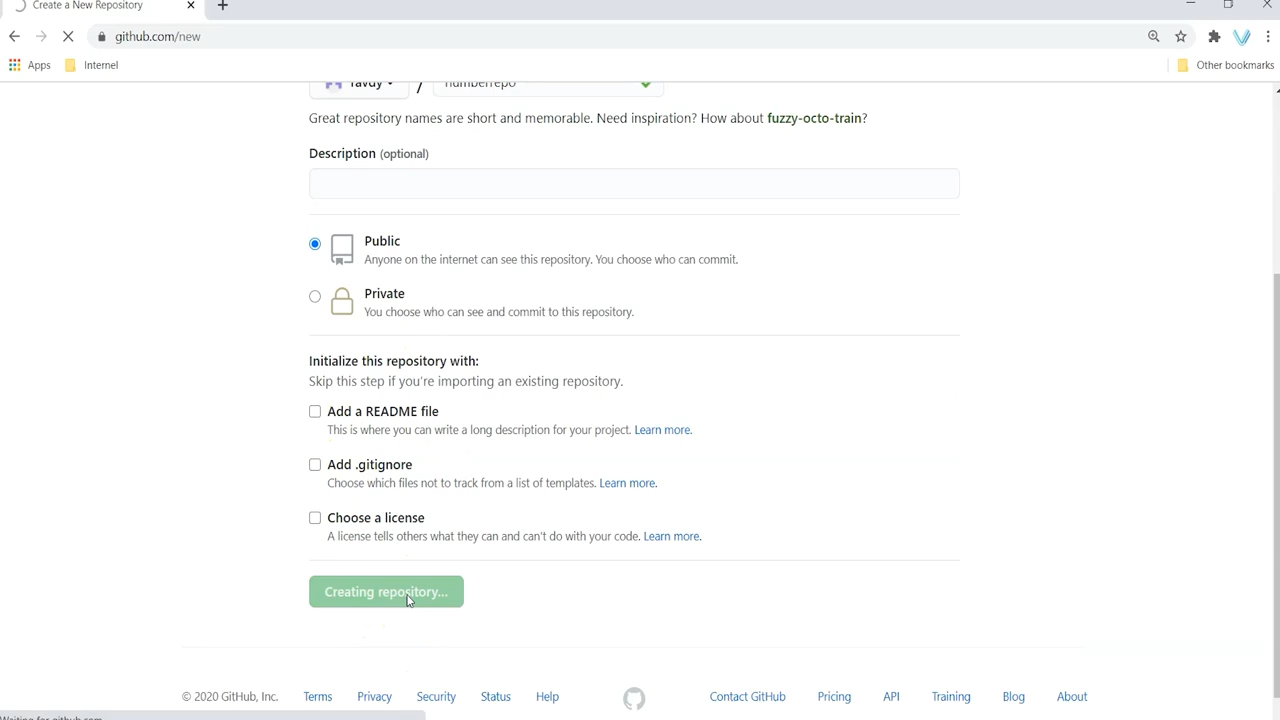 Create a New Repository
github.com/new
Apps
Internet
Other bookmarks
/ numberrepo
Great repository names are short and memorable. Need inspiration? How about fuzzy-octo-train?
Description (optional)
Public
Anyone on the internet can see this repository. You choose who can commit.
Private
You choose who can see and commit to this repository.
Initialize this repository with:
Skip this step if you're importing an existing repository.
Add a README file
This is where you can write a long description for your project. Learn more.
Add .gitignore
Choose which files not to track from a list of templates. Learn more.
Choose a license
A license tells others what they can and can't do with your code. Learn more.
Creating repository...
© 2020 GitHub, Inc. Terms Privacy Security Status Help Contact GitHub Pricing API Training Blog About
Waiting for github.com